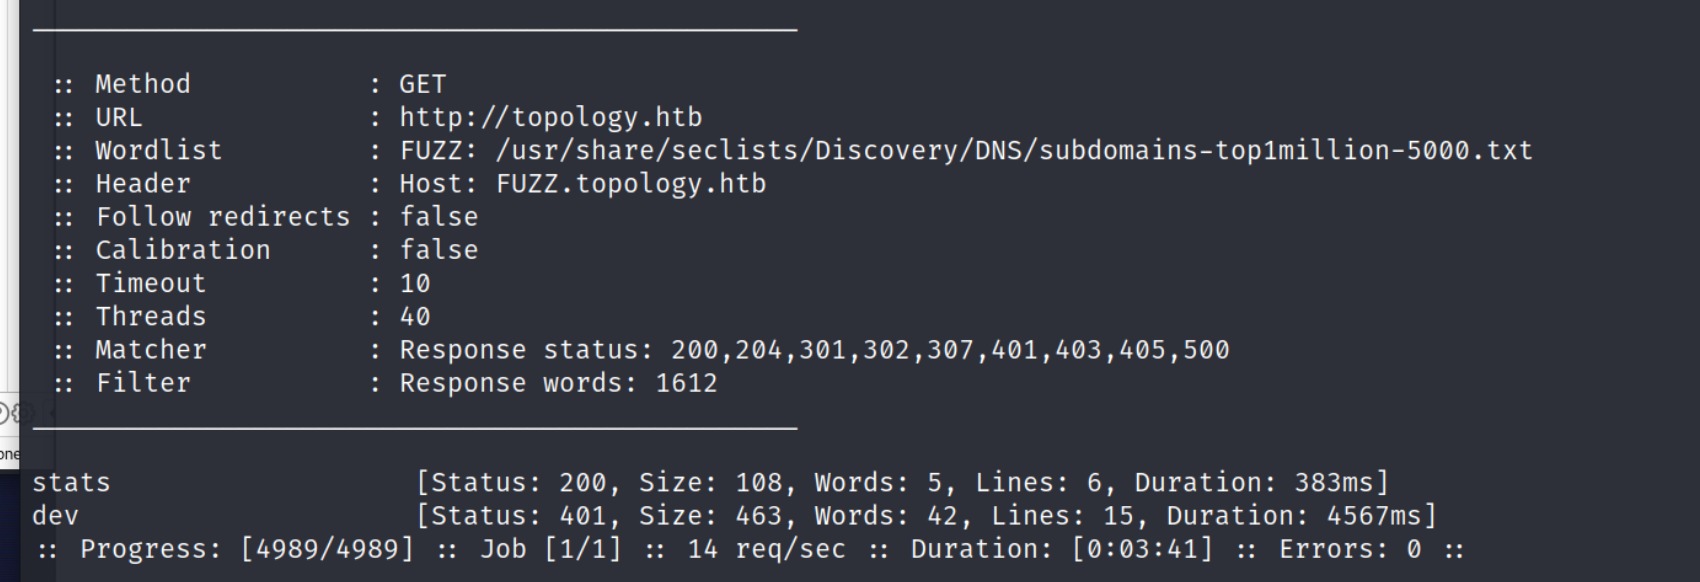 :: Method : GET
:: URL : http://topology.htb
:: Wordlist : FUZZ: /usr/share/seclists/Discovery/DNS/subdomains-top1million-5000.txt
:: Header : Host: FUZZ.topology.htb
:: Follow redirects : false
:: Calibration : false
:: Timeout : 10
:: Threads : 40
:: Matcher : Response status: 200,204,301,302,307,401,403,405,500
:: Filter : Response words: 1612
stats [Status: 200, Size: 108, Words: 5, Lines: 6, Duration: 383ms]
dev [Status: 401, Size: 463, Words: 42, Lines: 15, Duration: 4567ms]
:: Progress: [4989/4989] :: Job [1/1] :: 14 req/sec :: Duration: [0:03:41] :: Errors: 0 ::